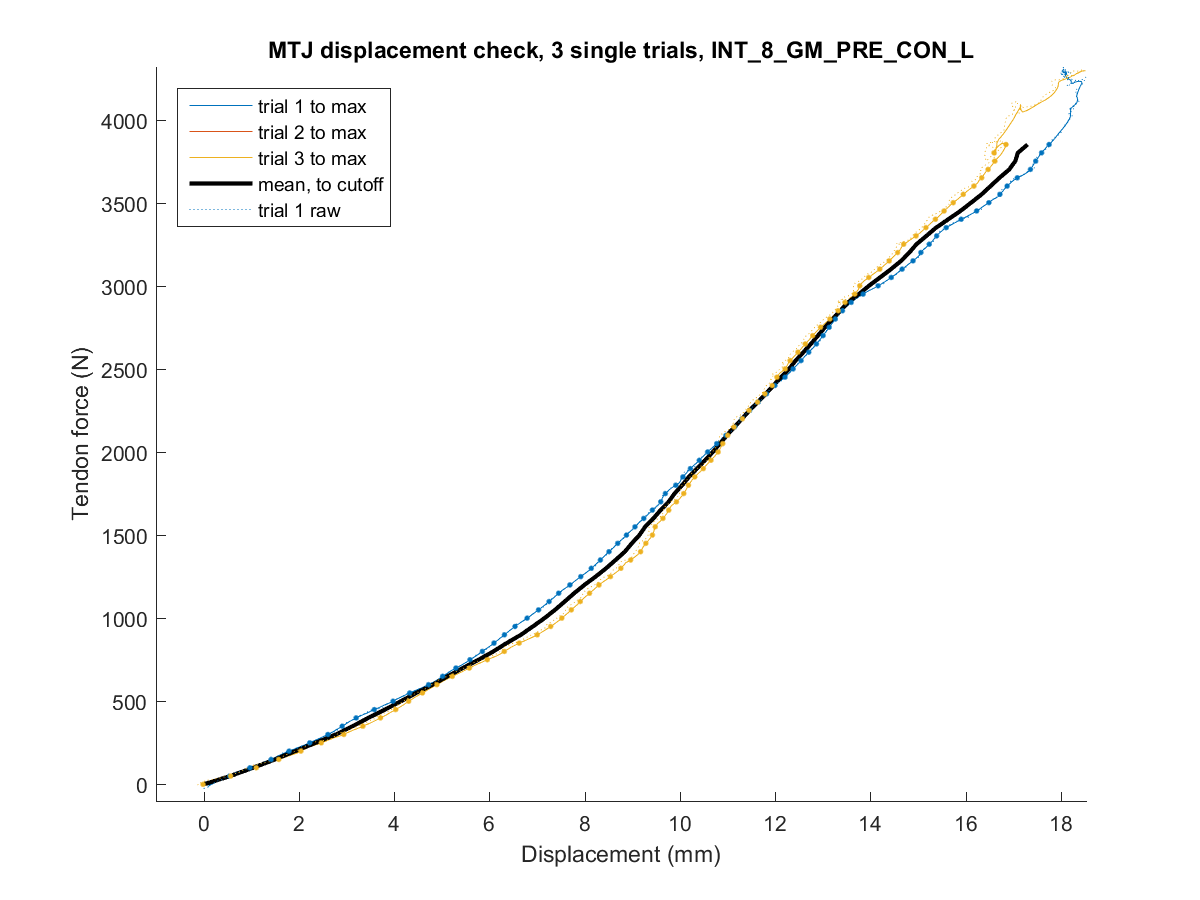 MTJ displacement check, 3 single trials, INT_8_GM_PRE_CON_L
trial 1 to max
trial 2 to max
trial 3 to max
mean, to cutoff
trial 1 raw
4000
3500
3000
2500
2000
1500
1000
500
0
Tendon force (N)
0 2 4 6 8 10 12 14 16 18
Displacement (mm)